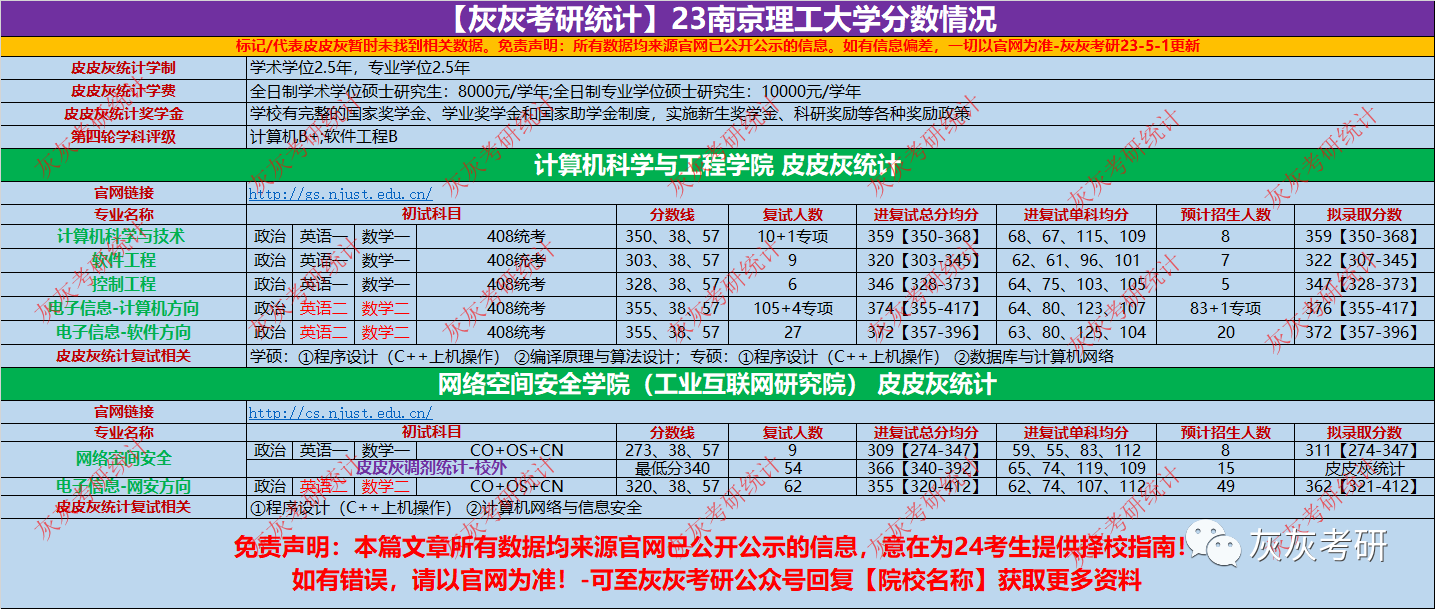 【灰灰考研统计】23南京理工大学分数情况
标记/代表皮皮灰暂时未找到相关数据。免责声明：所有数据均来源官网已公开公示的信息。如有信息偏差，一切以官网为准-灰灰考研23-5-1更新
皮皮灰统计学制 学术学位2.5年，专业学位2.5年
皮皮灰统计学费 全日制学术学位硕士研究生：8000元/学年;全日制专业学位硕士研究生：10000元/学年
皮皮灰统计奖学金 学校有完整的国家奖学金、学业奖学金和国家助学金制度，实施新生奖学金、科研奖励等各种奖励政策
第四轮学科评级 计算机B+;软件工程B
计算机科学与工程学院 皮皮灰统计
官网链接 http://gs.njust.edu.cn/
专业名称 初试科目 分数线 复试人数 进复试总分均分 进复试单科均分 预计招生人数 拟录取分数
计算机科学与技术 政治 英语一 数学一 408统考 350、38、57 10+1专项 359【350-368】 68、67、115、109 8 359【350-368】
软件工程 政治 英语一 数学一 408统考 303、38、57 9 320【303-345】 62、61、96、101 7 322【307-345】
控制工程 政治 英语一 数学一 408统考 328、38、57 6 346【328-373】 64、75、103、105 5 347【328-373】
电子信息-计算机方向 政治 英语二 数学二 408统考 355、38、57 105+4专项 374【355-417】 64、80、123、107 83+1专项 376【355-417】
电子信息-软件方向 政治 英语二 数学二 408统考 355、38、57 27 372【357-396】 63、80、125、104 20 372【357-396】
皮皮灰统计复试相关 学硕：①程序设计（C++上机操作） ②编译原理与算法设计；专硕：①程序设计（C++上机操作） ②数据库与计算机网络
网络空间安全学院（工业互联网研究院） 皮皮灰统计
官网链接 http://cs.njust.edu.cn/
专业名称 初试科目 分数线 复试人数 进复试总分均分 进复试单科均分 预计招生人数 拟录取分数
网络空间安全 政治 英语一 数学一 CO+OS+CN 273、38、57 9 309【274-347】 59、55、83、112 8 311【274-347】
皮皮灰调剂统计-校外 最低分340 54 366【340-392】 65、74、119、109 15 皮皮灰统计
电子信息-网安方向 政治 英语二 数学二 CO+OS+CN 320、38、57 62 355【320-412】 62、74、107、112 49 362【321-412】
皮皮灰统计复试相关 ①程序设计（C++上机操作） ②计算机网络与信息安全
免责声明：本篇文章所有数据均来源官网已公开公示的信息，意在为24考生提供择校指南！
如有错误，请以官网为准！-可至灰灰考研公众号回复【院校名称】获取更多资料
灰灰考研